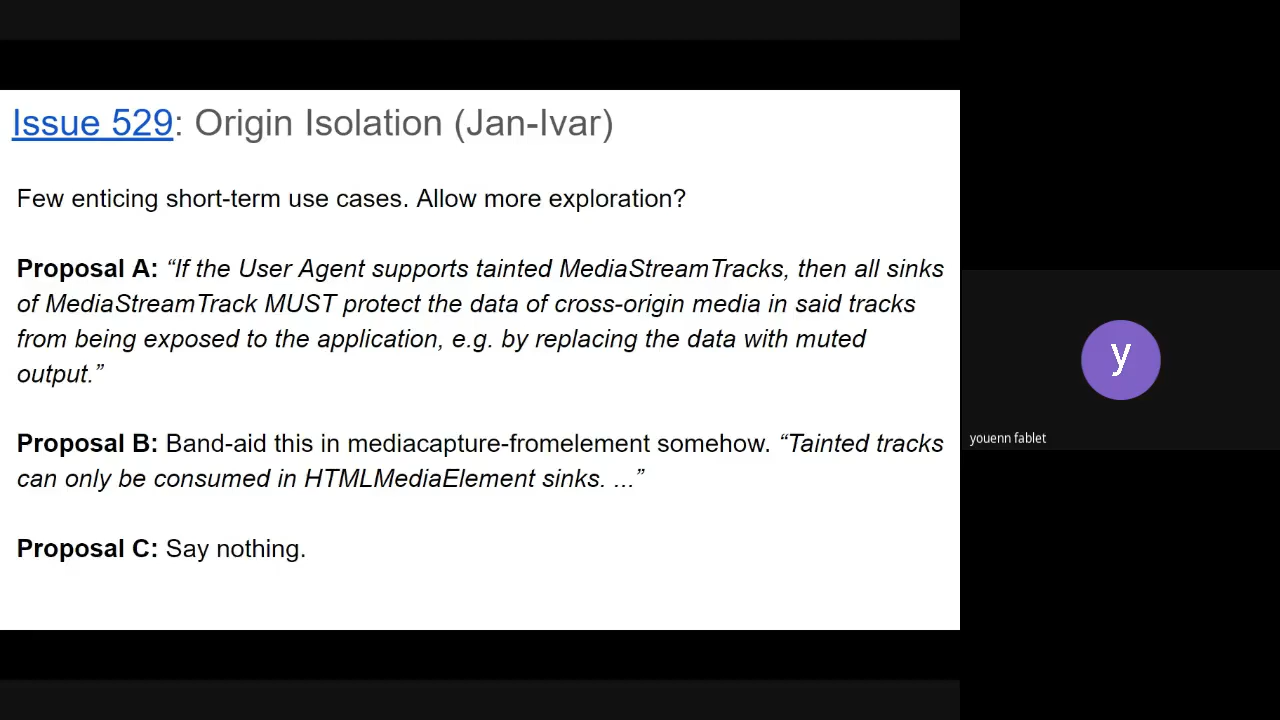 Issue 529: Origin Isolation (Jan-Ivar)
Few enticing short-term use cases. Allow more exploration?
Proposal A: “If the User Agent supports tainted MediaStreamTracks, then all sinks
of MediaStreamTrack MUST protect the data of cross-origin media in said tracks
from being exposed to the application, e.g. by replacing the data with muted
output.”
Proposal B: Band-aid this in mediacapture-fromelement somehow. “Tainted tracks
can only be consumed in HTMLMediaElement sinks. ...”
Proposal C: Say nothing.
y
youenn fablet